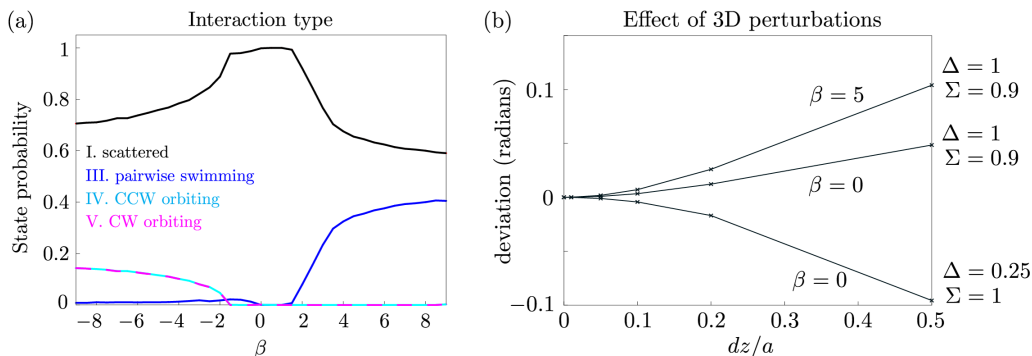 (a)
Interaction type
State probability
1
0.8
0.6
0.4
0.2
0
I. scattered
III. pairwise swimming
IV. CCW orbiting
V. CW orbiting
−8 −6 −4 −2 0 2 4 6 8
β
(b)
Effect of 3D perturbations
deviation (radians)
0.1
0
−0.1
β = 5
β = 0
β = 0
Δ = 1
Σ = 0.9
Δ = 1
Σ = 0.9
Δ = 0.25
Σ = 1
0 0.1 0.2 0.3 0.4 0.5
dz/a